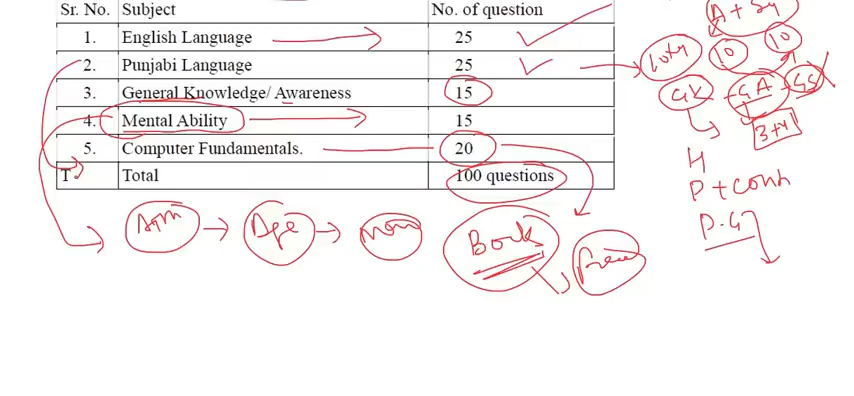 Sr. No. Subject No. of question
1. English Language 25
2. Punjabi Language 25
3. General Knowledge/ Awareness 15
4. Mental Ability 15
5. Computer Fundamentals. 20
T Total 100 questions
10 10
GK GA GS
3+4
H
P +
P.G
Age
Book